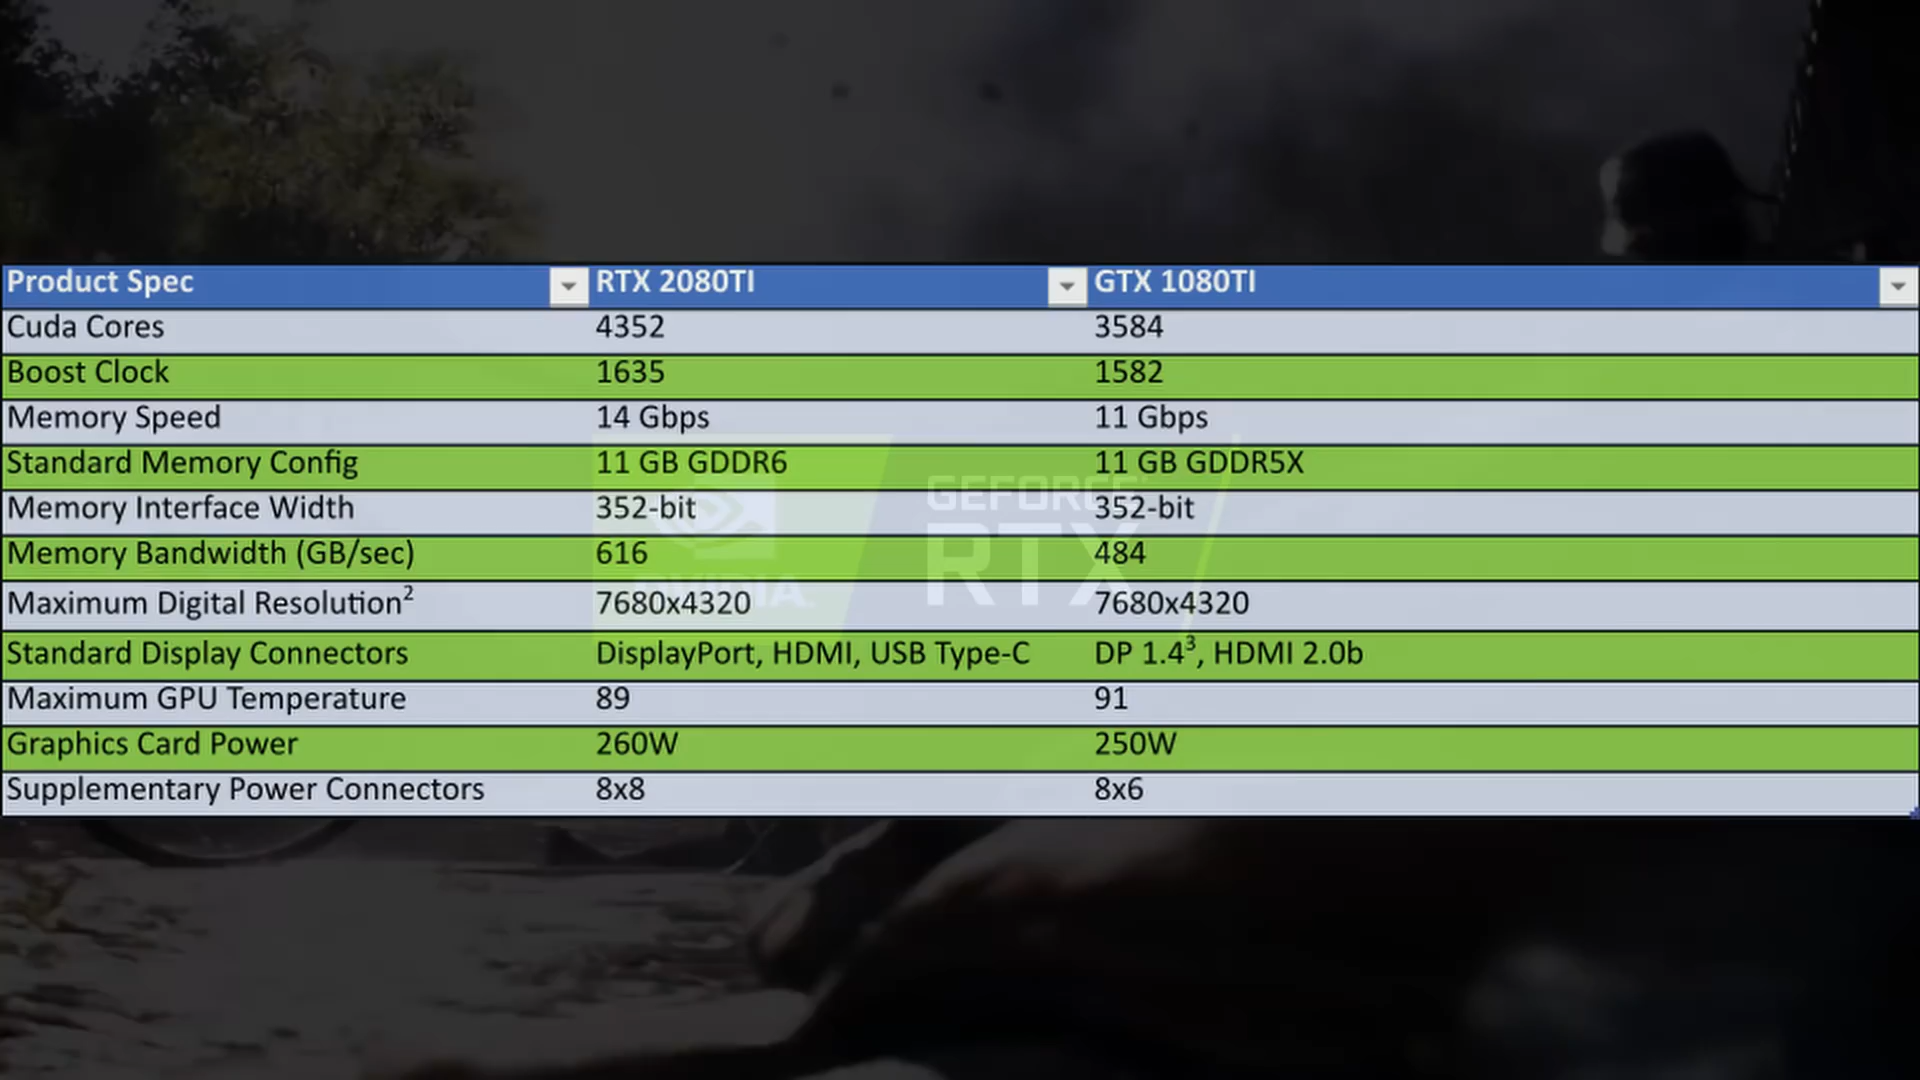 Product Spec RTX 2080TI GTX 1080TI
Cuda Cores 4352 3584
Boost Clock 1635 1582
Memory Speed 14 Gbps 11 Gbps
Standard Memory Config 11 GB GDDR6 11 GB GDDR5X
Memory Interface Width 352-bit 352-bit
Memory Bandwidth (GB/sec) 616 484
Maximum Digital Resolution² 7680x4320 7680x4320
Standard Display Connectors DisplayPort, HDMI, USB Type-C DP 1.4³, HDMI 2.0b
Maximum GPU Temperature 89 91
Graphics Card Power 260W 250W
Supplementary Power Connectors 8x8 8x6
NVIDIA.
GEFORCE
RTX